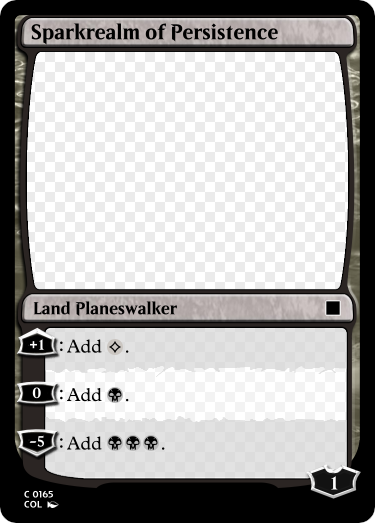 Sparkrealm of Persistence
Land Planeswalker
+1: Add .
0: Add .
-5: Add .
1
C 0165
COL